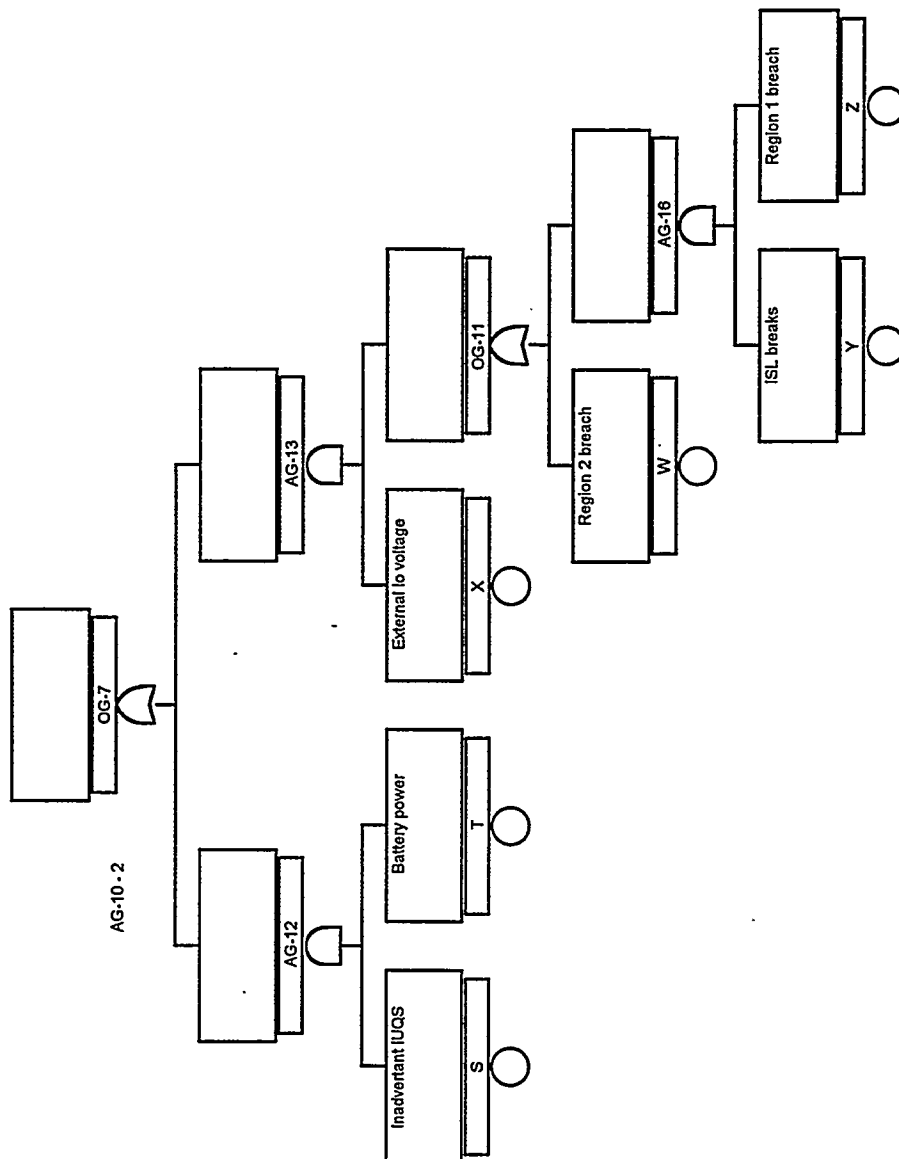 OG-7
AG-10 - 2
AG-12
AG-13
Inadvertant IUQS
S
Battery power
T
External lo voltage
X
OG-11
Region 2 breach
W
AG-16
ISL breaks
Y
Region 1 breach
Z